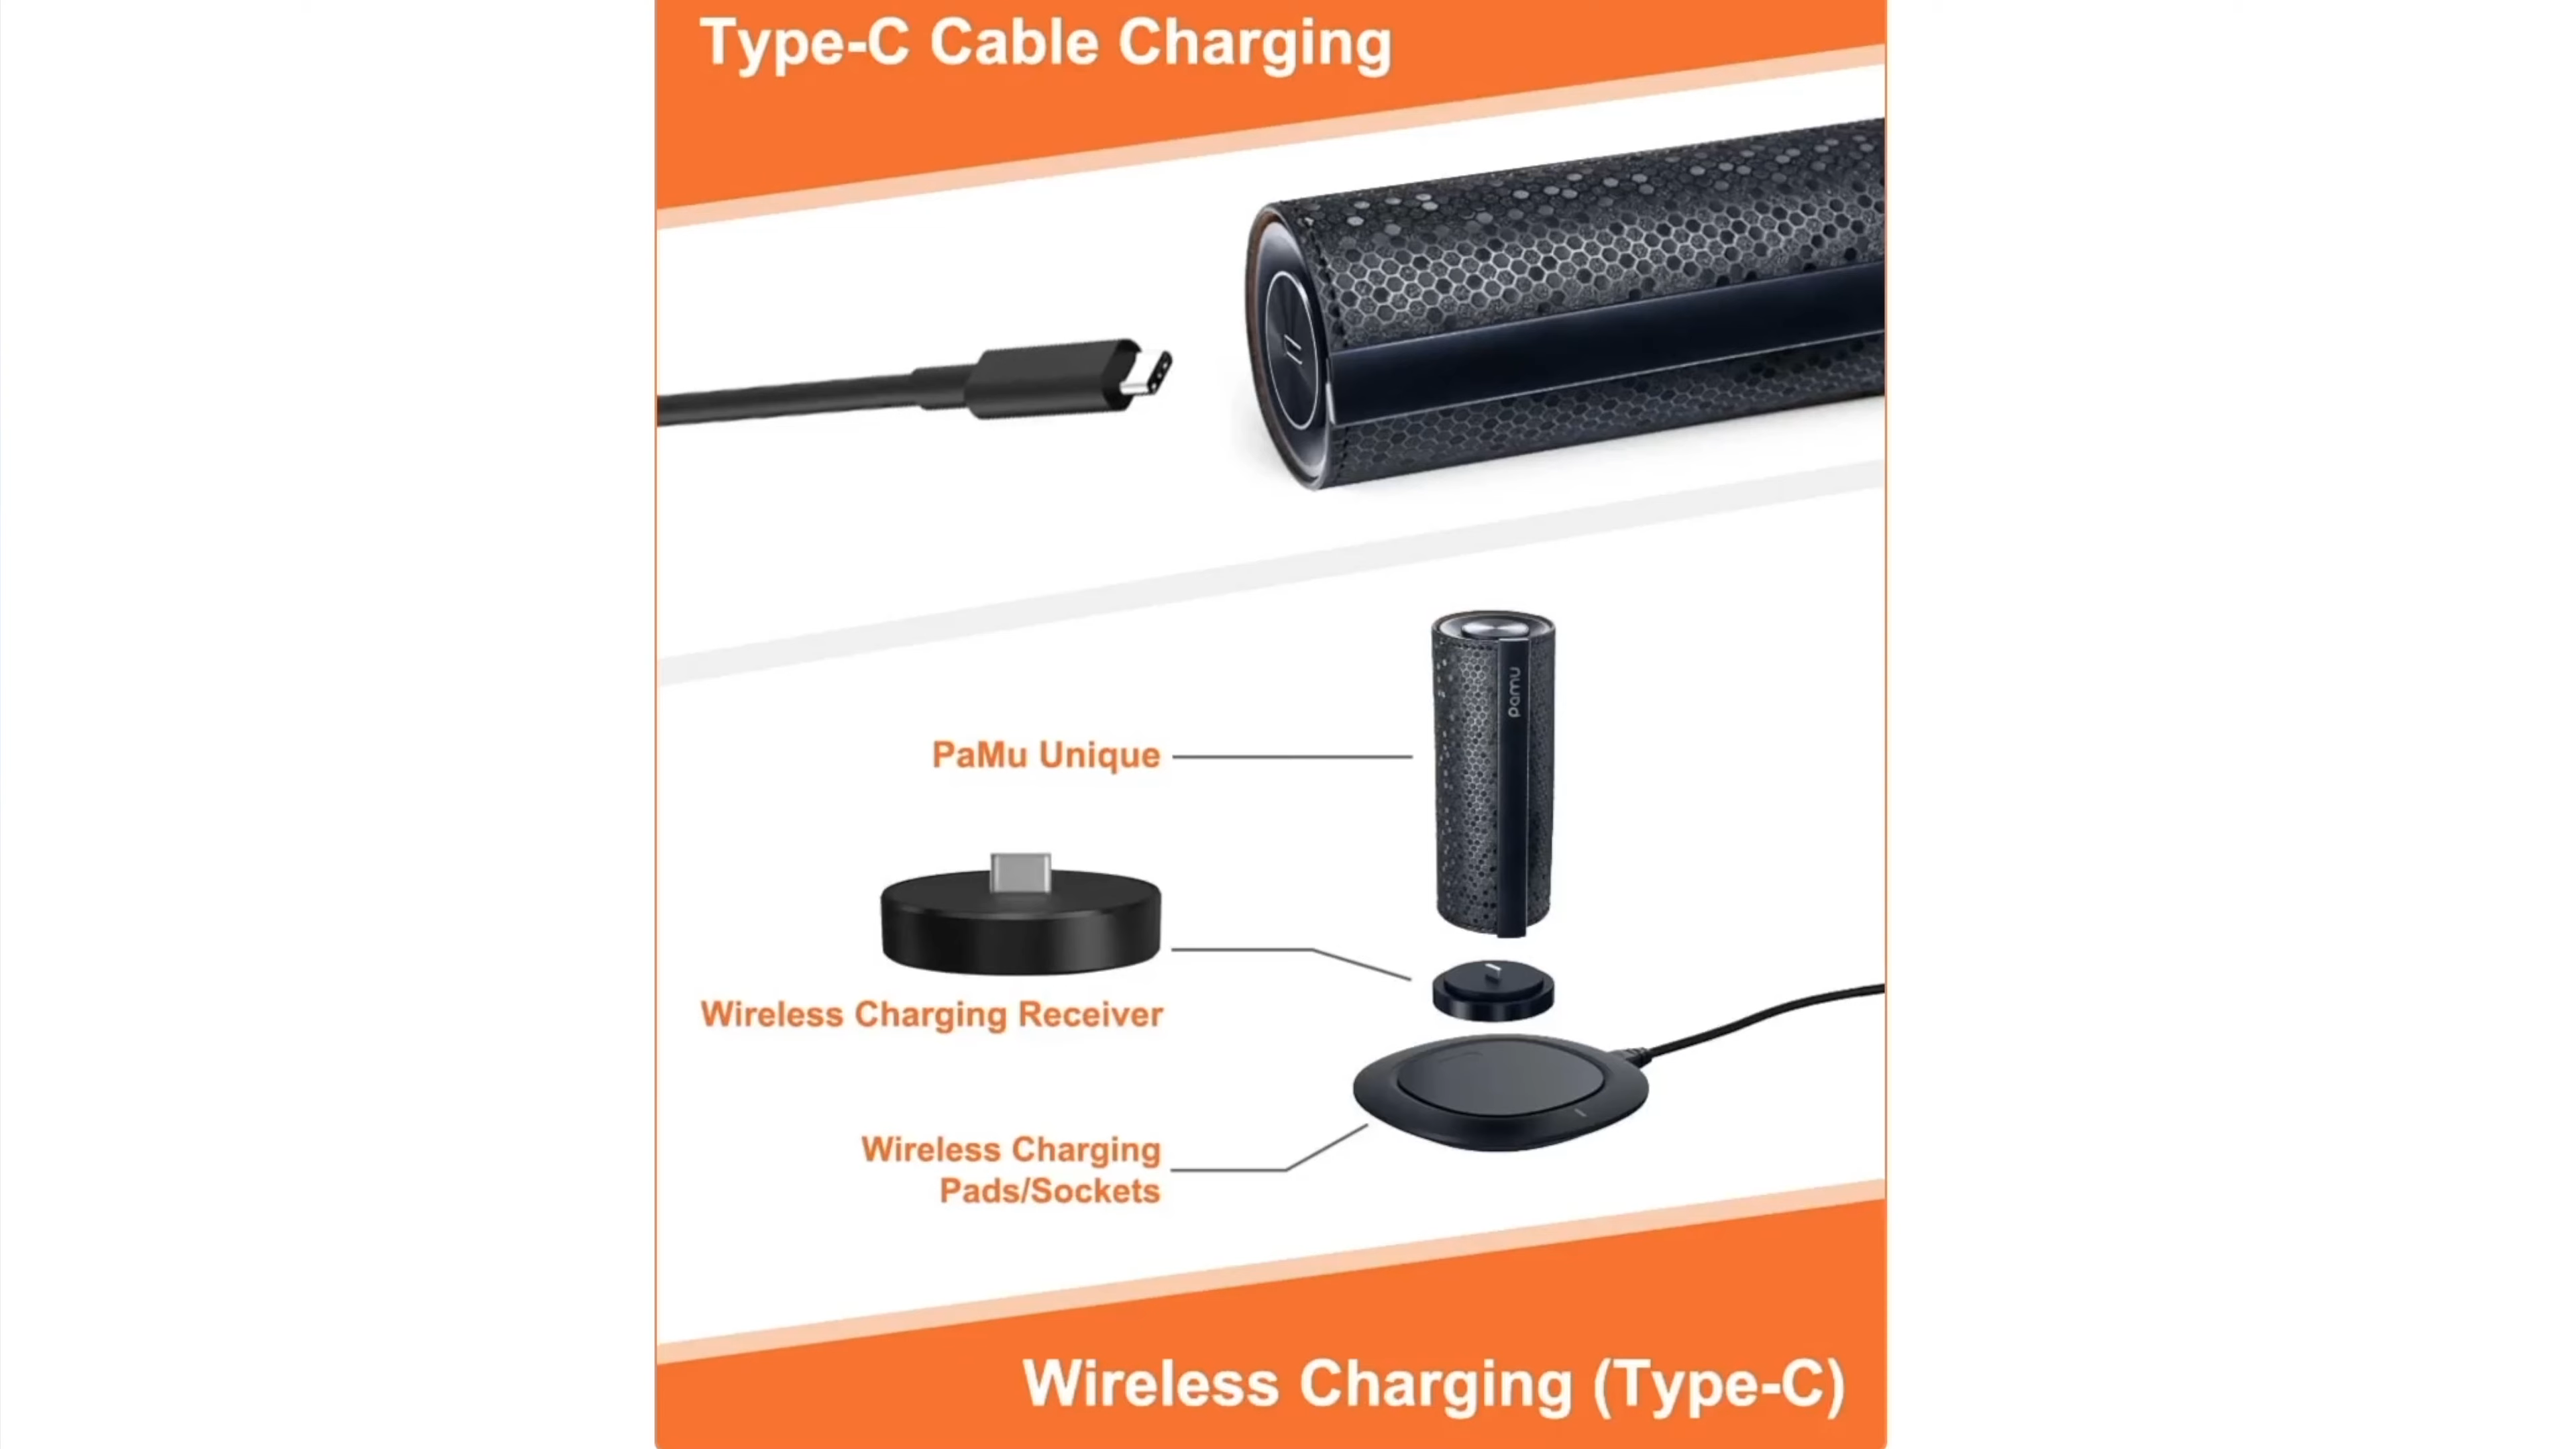 Type-C Cable Charging
pamu
PaMu Unique
Wireless Charging Receiver
Wireless Charging
Pads/Sockets
Wireless Charging (Type-C)